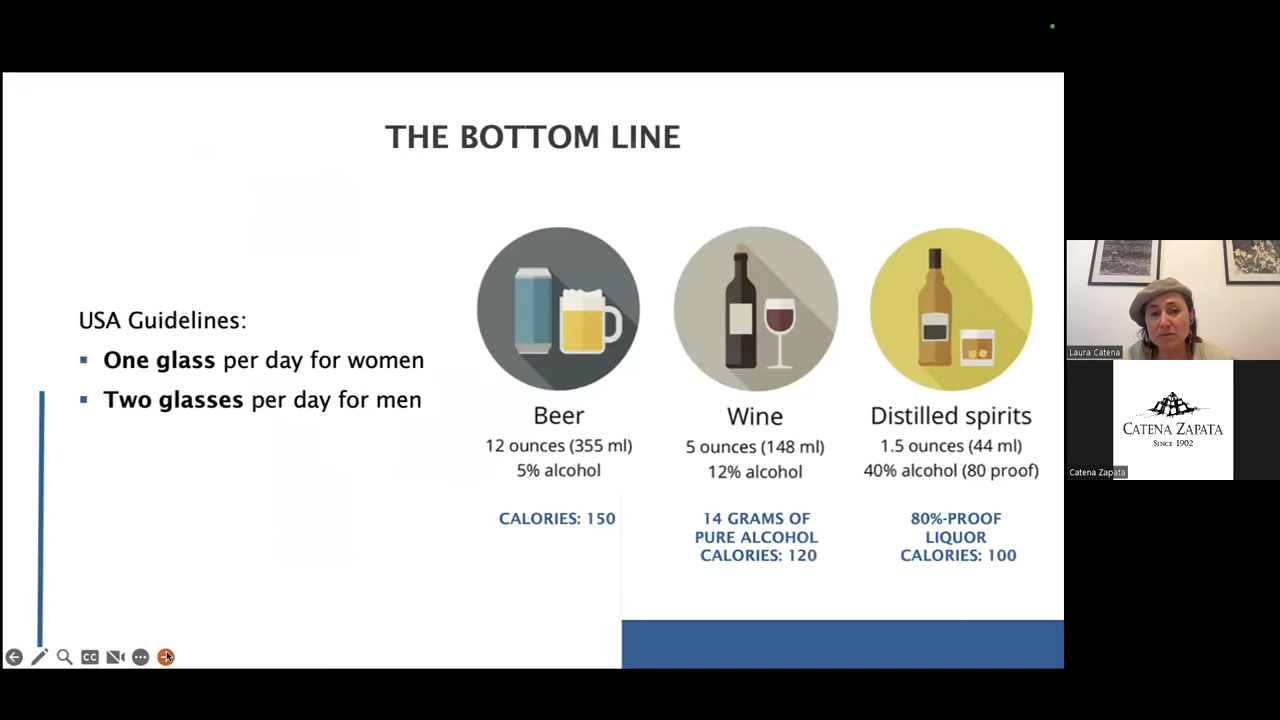 THE BOTTOM LINE
USA Guidelines:
▪ One glass per day for women
▪ Two glasses per day for men
Beer
12 ounces (355 ml)
5% alcohol
CALORIES: 150
Wine
5 ounces (148 ml)
12% alcohol
14 GRAMS OF
PURE ALCOHOL
CALORIES: 120
Distilled spirits
1.5 ounces (44 ml)
40% alcohol (80 proof)
80%-PROOF
LIQUOR
CALORIES: 100
CC
Laura Catena
CATENA ZAPATA
SINCE 1902
Catena Zapata